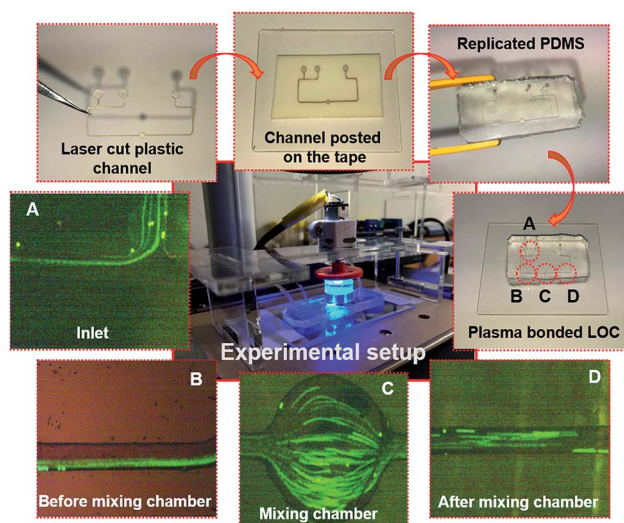 Laser cut plastic
channel
Channel posted
on the tape
Replicated PDMS
A
B C D
Plasma bonded LOC
A
Inlet
Experimental setup
B
Before mixing chamber
C
Mixing chamber
D
After mixing chamber